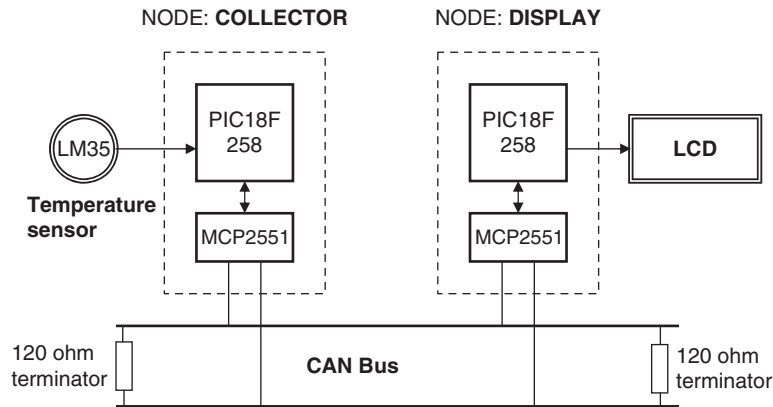 NODE: COLLECTOR
NODE: DISPLAY
PIC18F
258
PIC18F
258
LM35
LCD
Temperature
sensor
MCP2551
MCP2551
120 ohm
terminator
CAN Bus
120 ohm
terminator